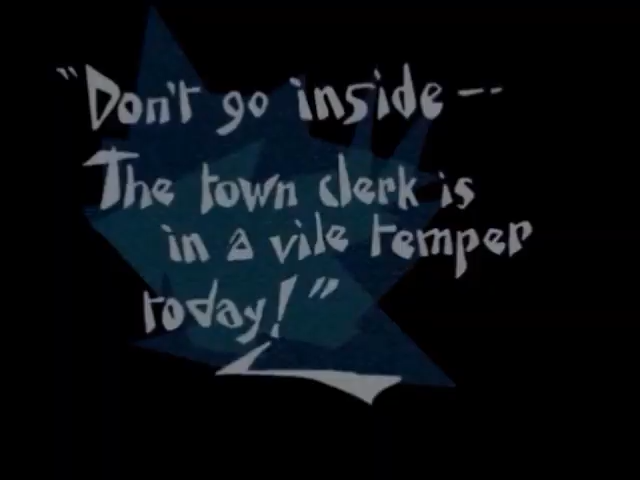 "Don't go inside--
The town clerk is
in a vile temper
today!"